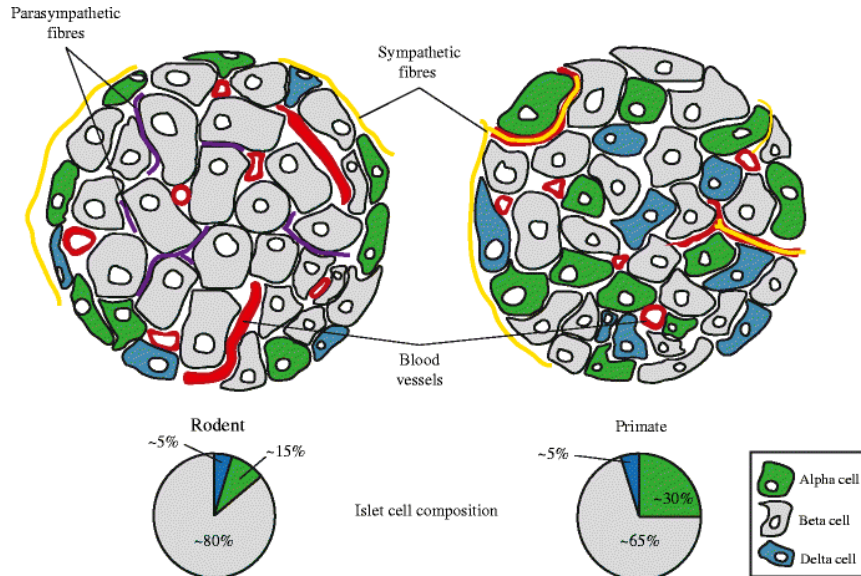 Parasympathetic
fibres
Sympathetic
fibres
Blood
vessels
Rodent
Primate
~5%
~15%
~80%
Islet cell composition
~5%
~30%
~65%
Alpha cell
Beta cell
Delta cell